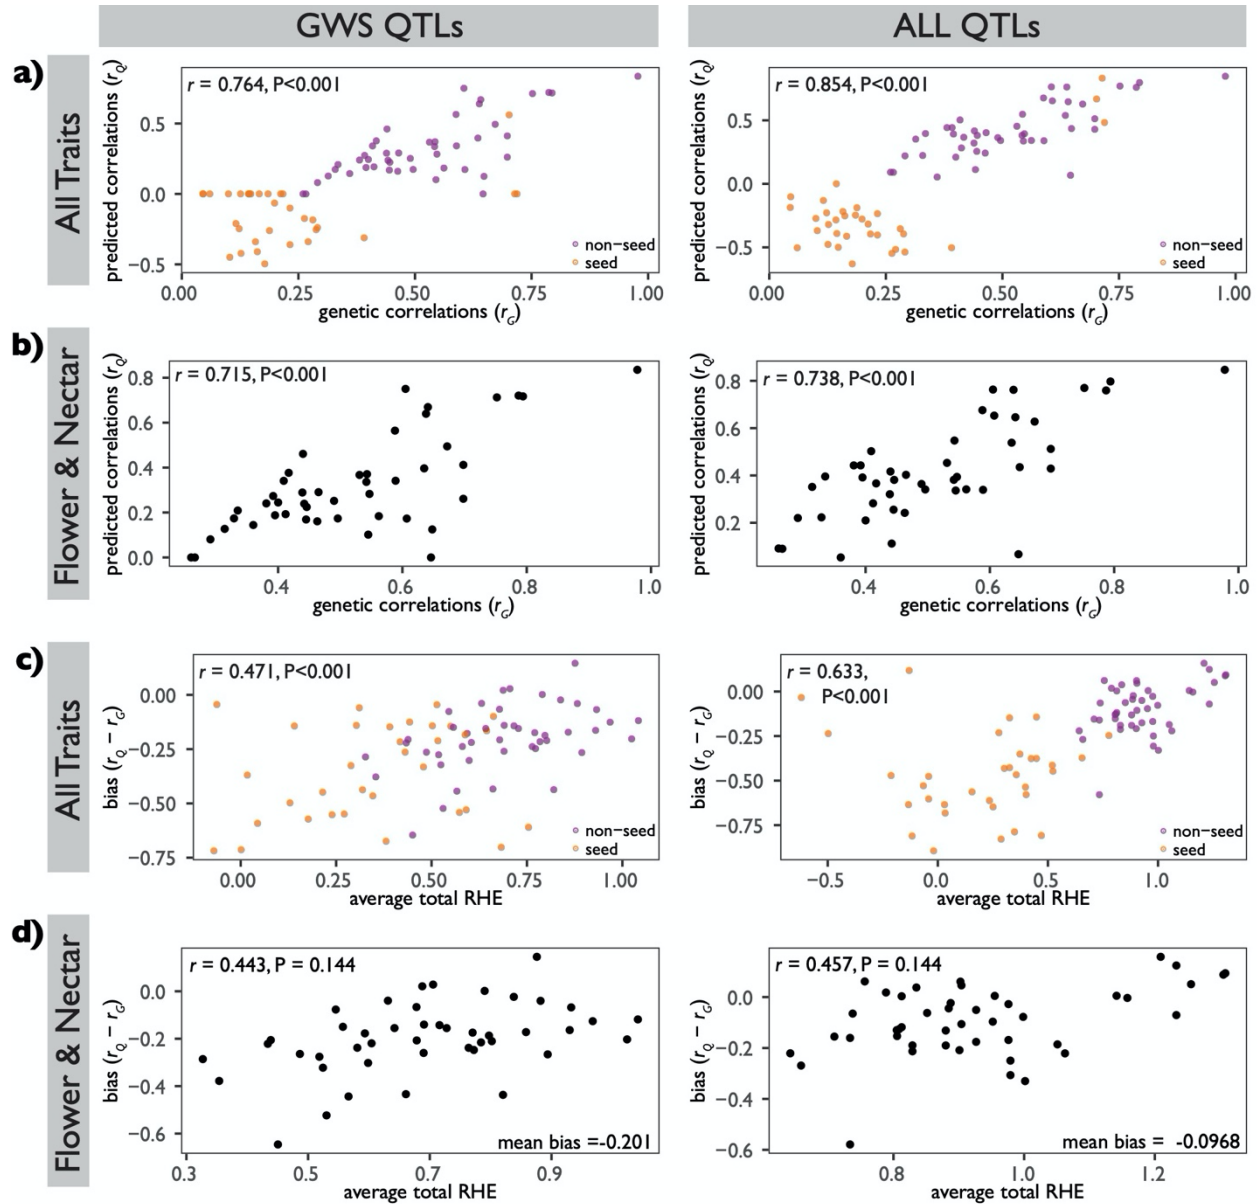 GWS QTLs
ALL QTLs
a)
All Traits
predicted correlations (rQ)
r = 0.764, P<0.001
0.5
0.0
−0.5
non−seed
seed
0.00 0.25 0.50 0.75 1.00
genetic correlations (rG)
predicted correlations (rQ)
r = 0.854, P<0.001
0.5
0.0
−0.5
non−seed
seed
0.00 0.25 0.50 0.75 1.00
genetic correlations (rG)
b)
Flower & Nectar
predicted correlations (rQ)
r = 0.715, P<0.001
0.8
0.6
0.4
0.2
0.0
0.4 0.6 0.8 1.0
genetic correlations (rG)
predicted correlations (rQ)
r = 0.738, P<0.001
0.8
0.6
0.4
0.2
0.4 0.6 0.8 1.0
genetic correlations (rG)
c)
All Traits
bias (rQ − rG)
r = 0.471, P<0.001
0.00
−0.25
−0.50
−0.75
non−seed
seed
0.00 0.25 0.50 0.75 1.00
average total RHE
bias (rQ − rG)
r = 0.633,
P<0.001
0.00
−0.25
−0.50
−0.75
non−seed
seed
−0.5 0.0 0.5 1.0
average total RHE
d)
Flower & Nectar
bias (rQ − rG)
r = 0.443, P = 0.144
0.0
−0.2
−0.4
−0.6
mean bias =-0.201
0.3 0.5 0.7 0.9
average total RHE
bias (rQ − rG)
r = 0.457, P = 0.144
0.0
−0.2
−0.4
−0.6
mean bias = -0.0968
0.8 1.0 1.2
average total RHE